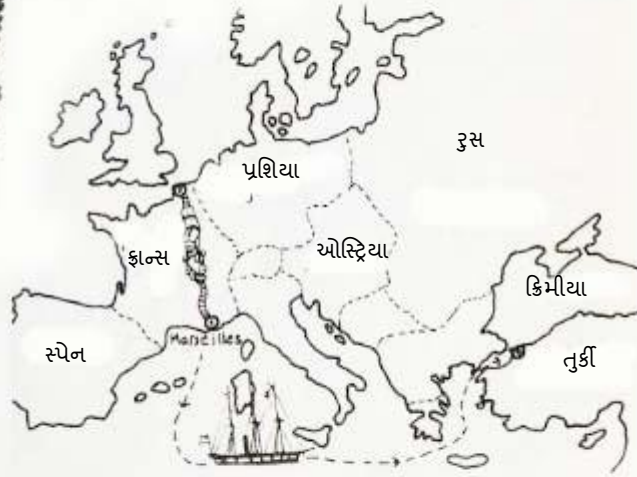 રુસ
પ્રશિયા
ફ્રાન્સ
ઓસ્ટ્રિયા
ક્રિમીયા
Marseilles
સ્પેન
તુર્કી